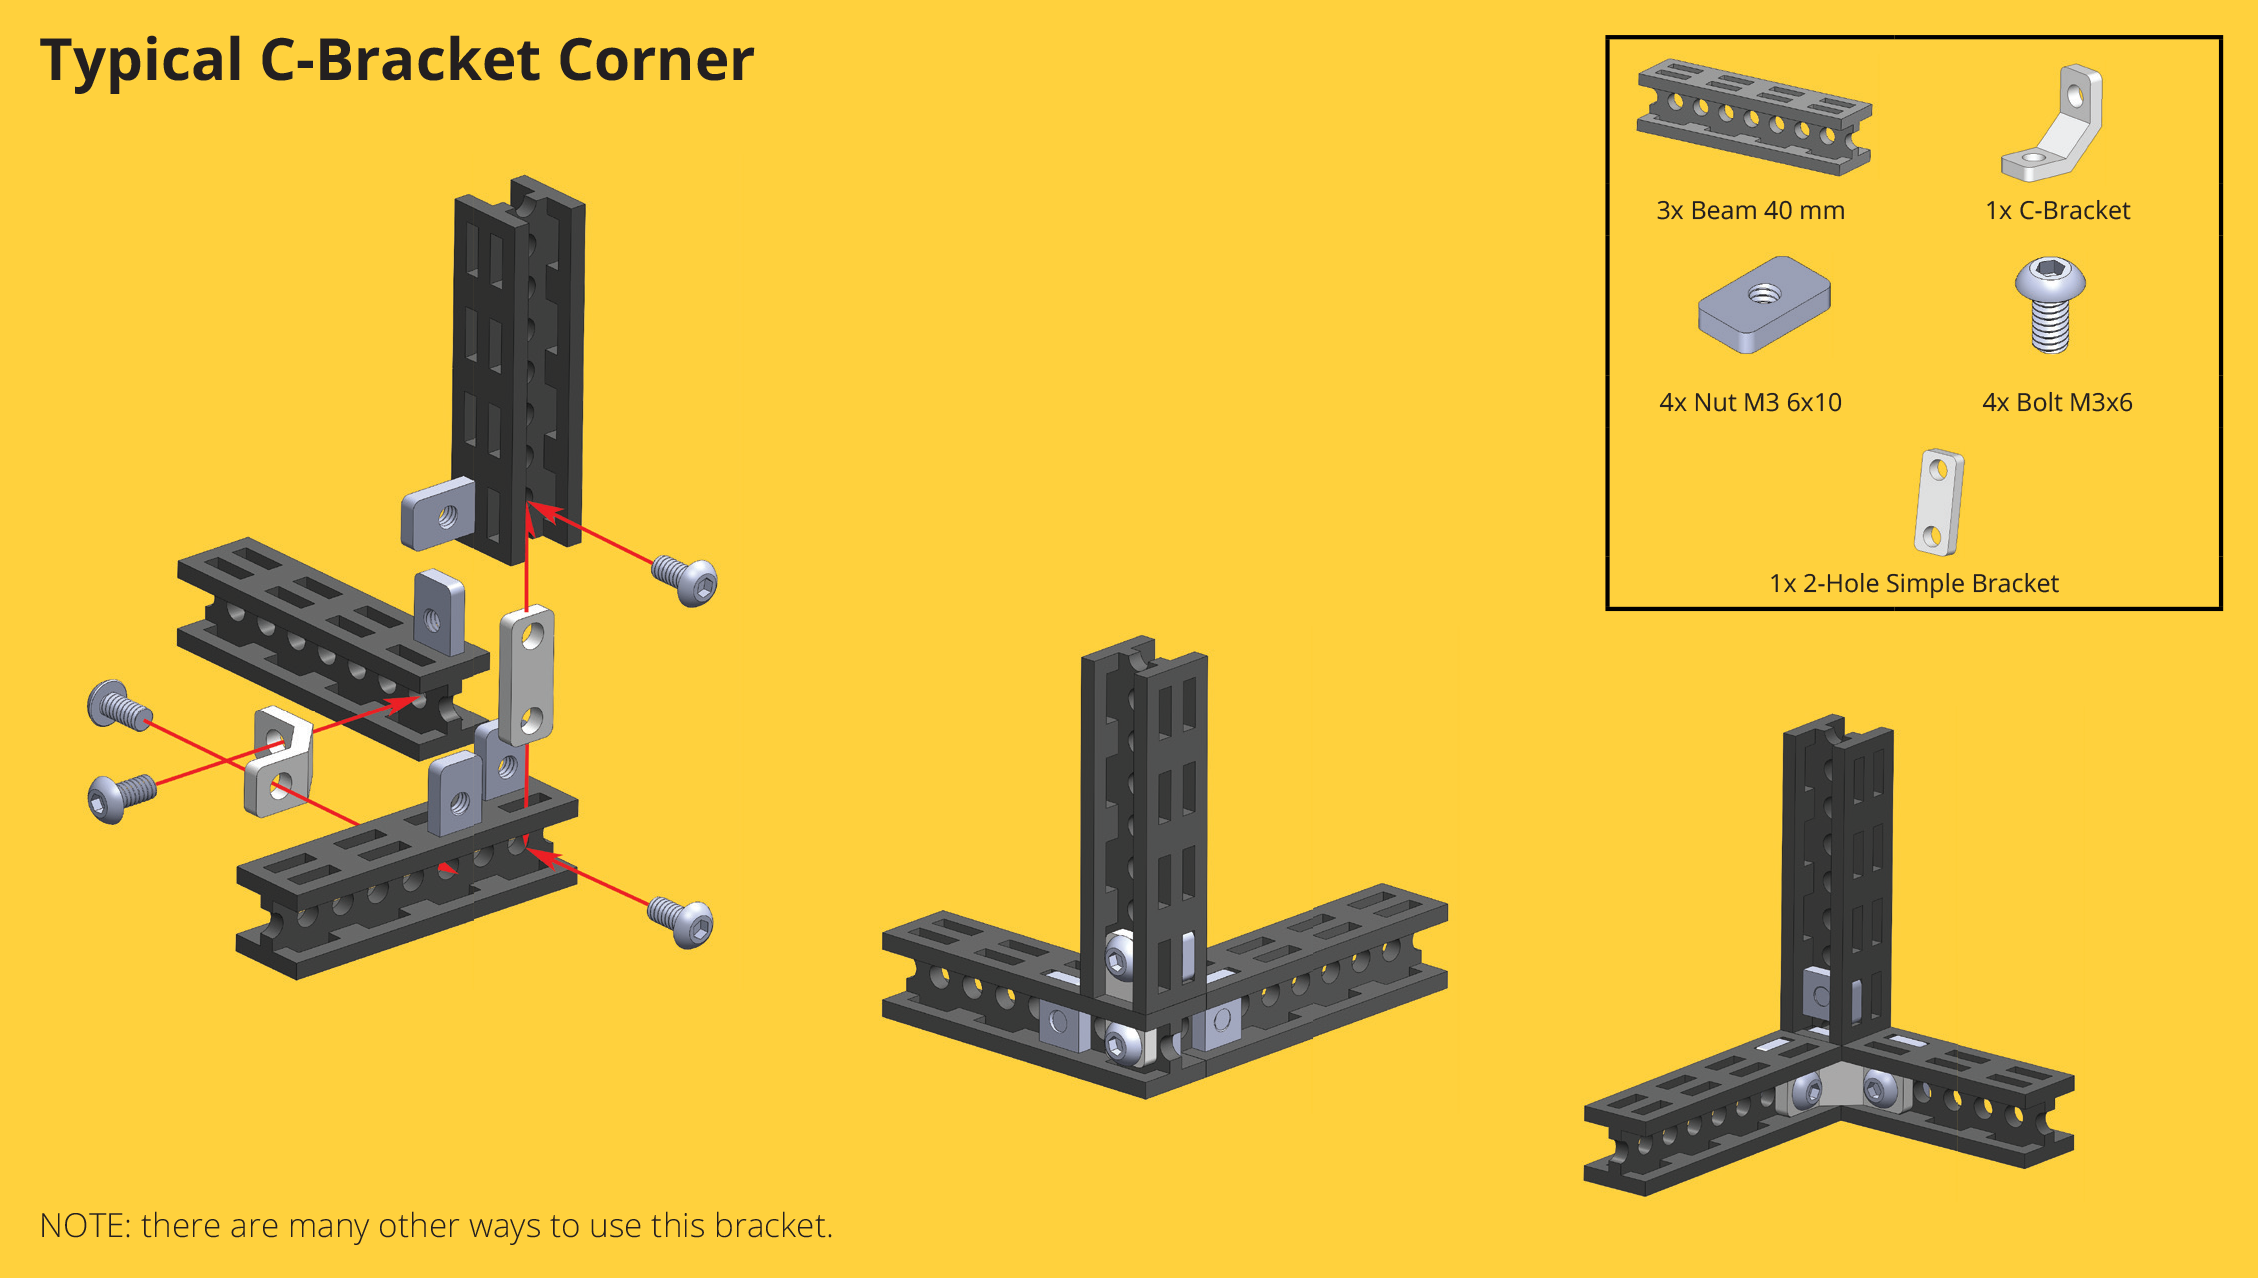 Typical C-Bracket Corner
3x Beam 40 mm
1x C-Bracket
4x Nut M3 6x10
4x Bolt M3x6
1x 2-Hole Simple Bracket
NOTE: there are many other ways to use this bracket.